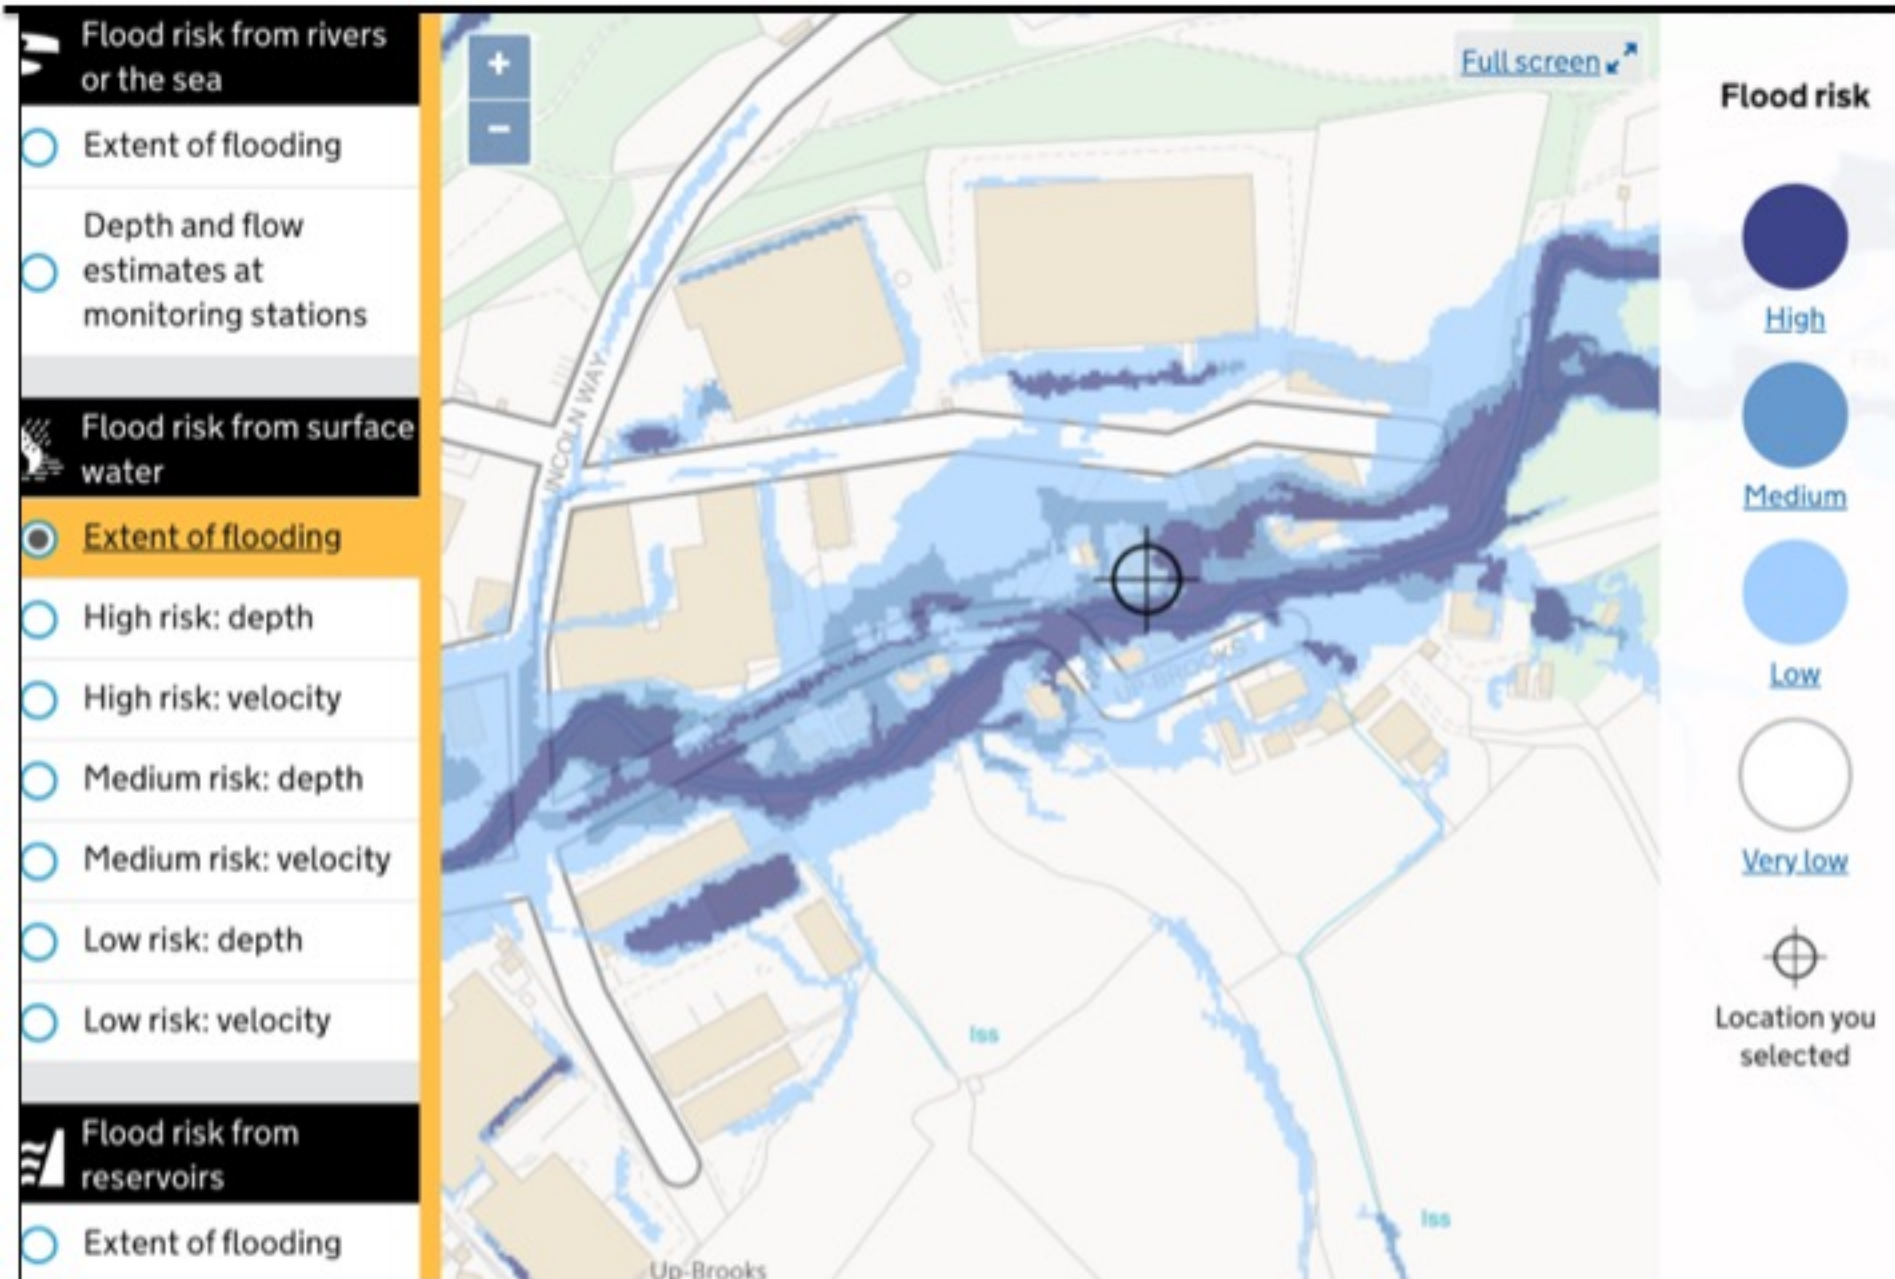 Flood risk from rivers
or the sea
Extent of flooding
Depth and flow
estimates at
monitoring stations
Flood risk from surface
water
Extent of flooding
High risk: depth
High risk: velocity
Medium risk: depth
Medium risk: velocity
Low risk: depth
Low risk: velocity
Flood risk from
reservoirs
Extent of flooding
+
−
Full screen
INCOLN WAY
UP-BROOKS
Iss
Iss
Up-Brooks
Flood risk
High
Medium
Low
Very low
Location you
selected